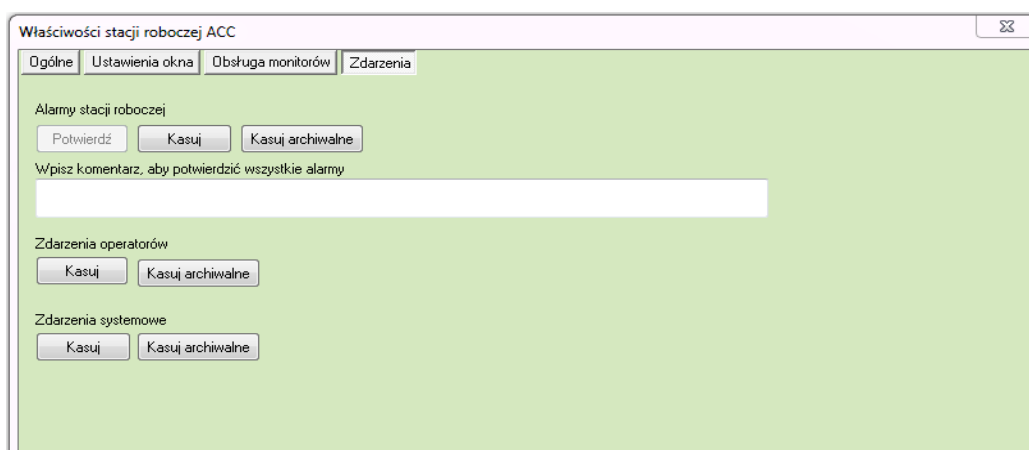 Właściwości stacji roboczej ACC
Ogólne Ustawienia okna Obsługa monitorów Zdarzenia
Alarmy stacji roboczej
Potwierdź Kasuj Kasuj archiwalne
Wpisz komentarz, aby potwierdzić wszystkie alarmy
Zdarzenia operatorów
Kasuj Kasuj archiwalne
Zdarzenia systemowe
Kasuj Kasuj archiwalne